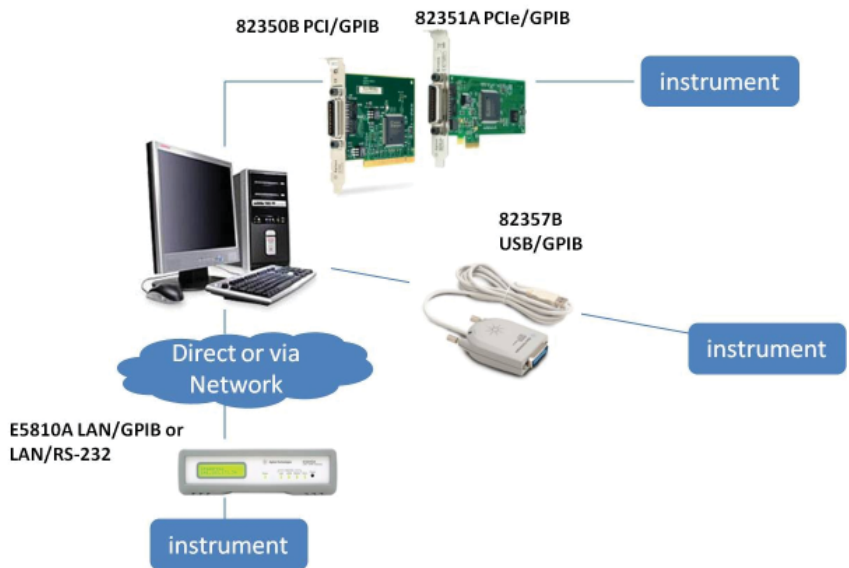 82350B PCI/GPIB
82351A PCIe/GPIB
instrument
82357B
USB/GPIB
instrument
Direct or via
Network
E5810A LAN/GPIB or
LAN/RS-232
instrument